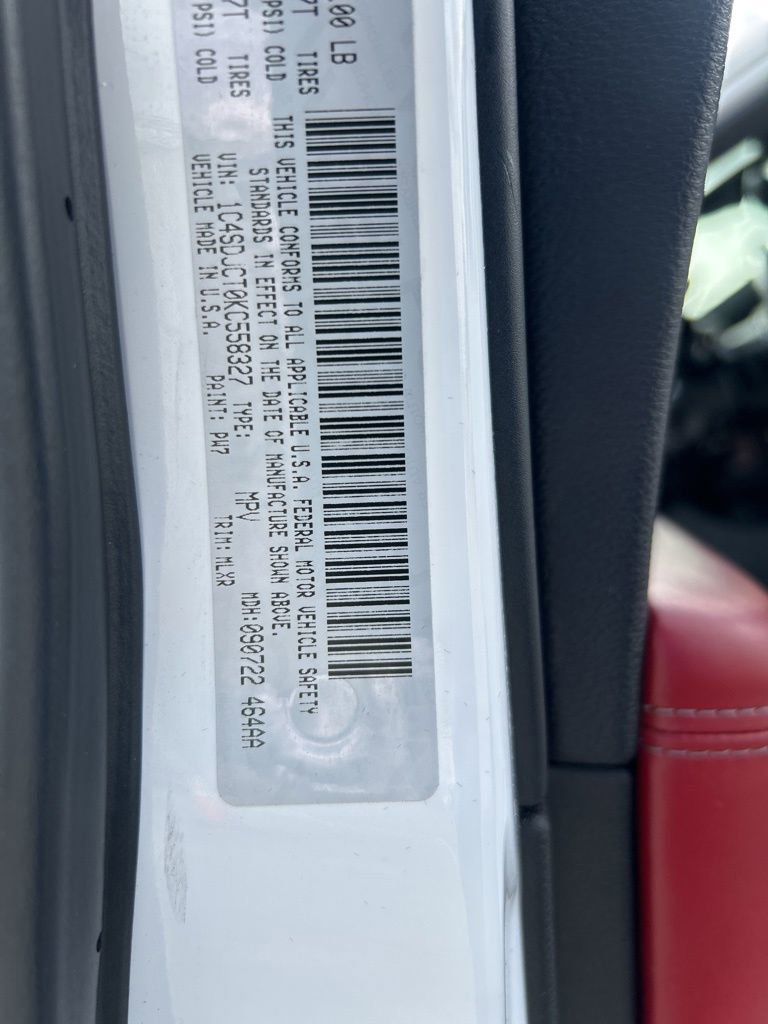 00 LB
7T TIRES
PSI) COLD
7T TIRES
(PSI) COLD
THIS VEHICLE CONFORMS TO ALL APPLICABLE U.S.A. FEDERAL MOTOR VEHICLE SAFETY
STANDARDS IN EFFECT ON THE DATE OF MANUFACTURE SHOWN ABOVE.
VIN: 1C4SDJCT0KC558327 TYPE: MPV MDH:090722 464AA
VEHICLE MADE IN U.S.A. PAINT: PW7 TRIM: MLXR